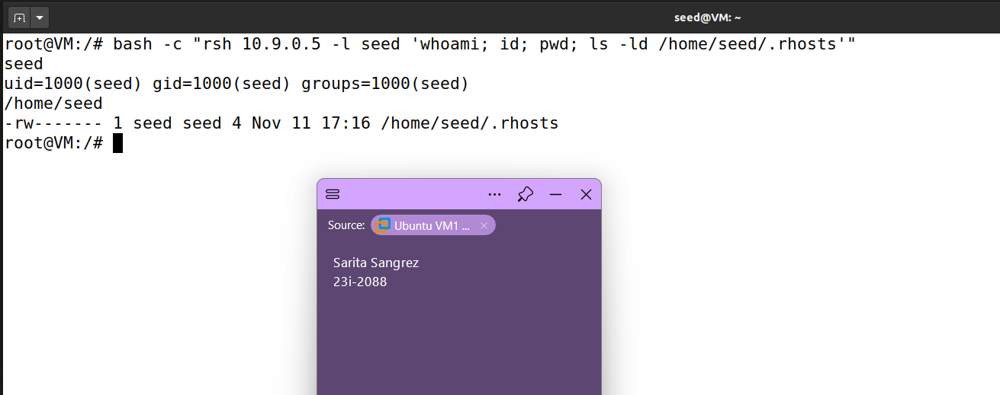 seed@VM: ~
root@VM:/# bash -c "rsh 10.9.0.5 -l seed 'whoami; id; pwd; ls -ld /home/seed/.rhosts'"
seed
uid=1000(seed) gid=1000(seed) groups=1000(seed)
/home/seed
-rw------- 1 seed seed 4 Nov 11 17:16 /home/seed/.rhosts
root@VM:/#
Source: Ubuntu VM1 ...
Sarita Sangrez
23i-2088